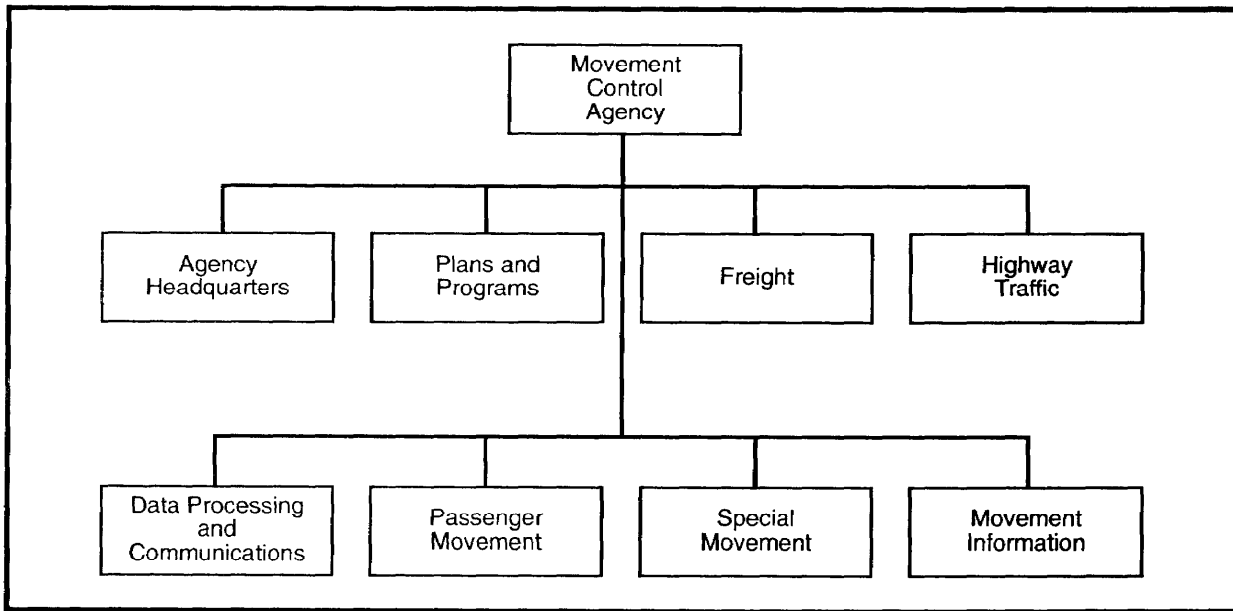 Movement
Control
Agency
Agency
Headquarters
Plans and
Programs
Freight
Highway
Traffic
Data Processing
and
Communications
Passenger
Movement
Special
Movement
Movement
Information